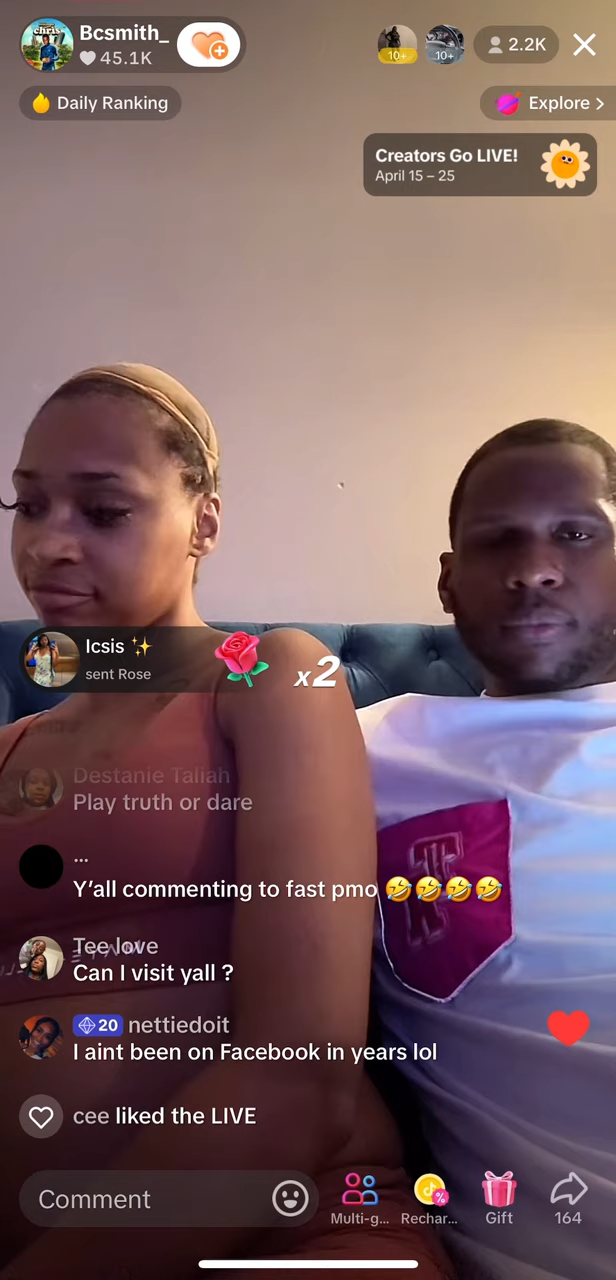 Bcsmith_
45.1K
10+
10+
2.2K
Daily Ranking
Explore
Creators Go LIVE!
April 15 – 25
Icsis ✨
sent Rose
x2
Destanie Taliah
Play truth or dare
...
Y'all commenting to fast pmo 🤣🤣🤣🤣
Tee love
Can I visit yall ?
20 nettiedoit
I aint been on Facebook in years lol
cee liked the LIVE
Comment
Multi-g...
Rechar...
Gift
164